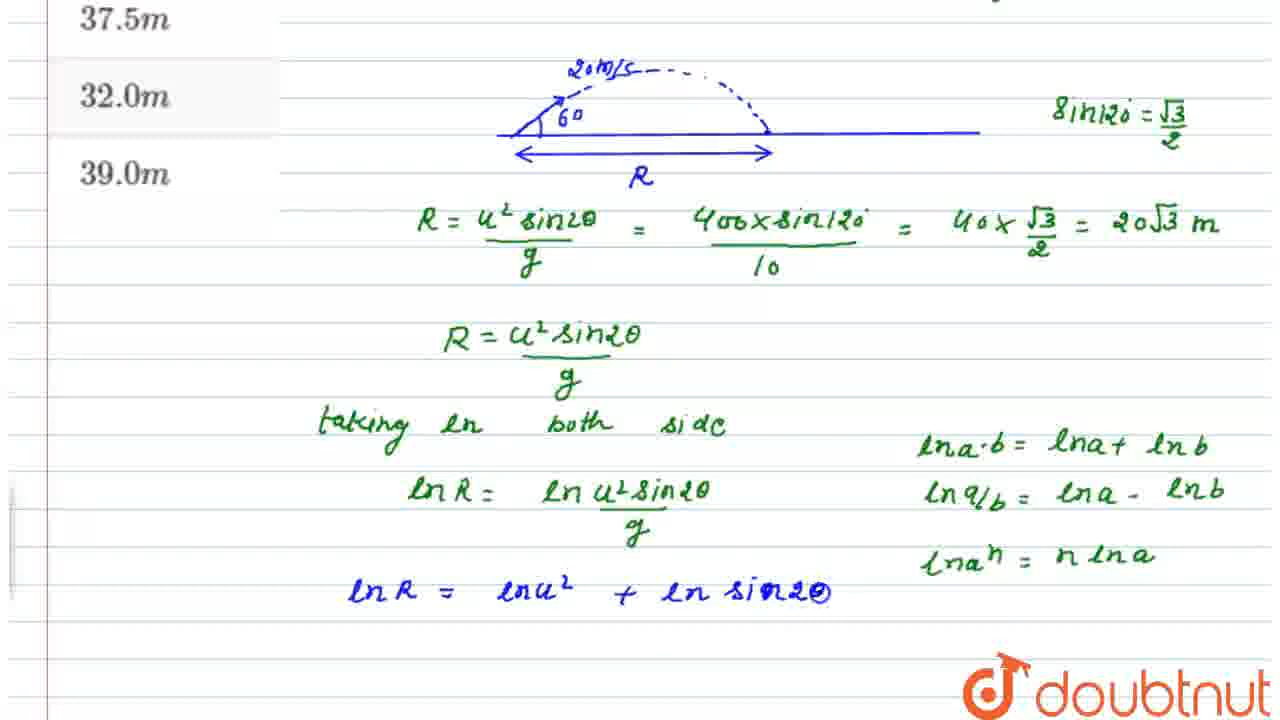 37.5m
32.0m
39.0m
20m/s
60
R
sin120° = √3/2
R = u² sin2θ/g = 400×sin120°/10 = 40× √3/2 = 20√3 m
R = u² sin2θ/g
taking ln both side
ln R = ln u² sin2θ/g
ln R = ln u² + ln sin2θ
ln a·b = ln a + ln b
ln a/b = ln a - ln b
ln aⁿ = n ln a
doubtnut